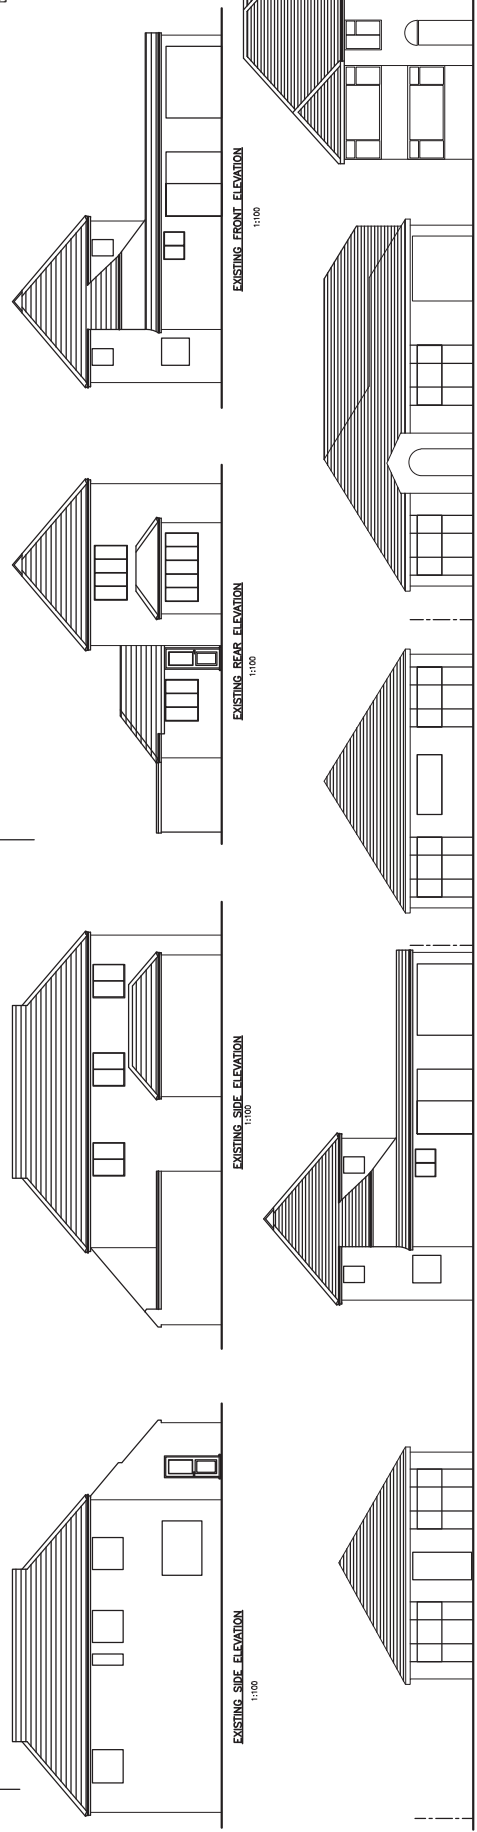 EXISTING SIDE ELEVATION
1:100
EXISTING SIDE ELEVATION
1:100
EXISTING REAR ELEVATION
1:100
EXISTING FRONT ELEVATION
1:100